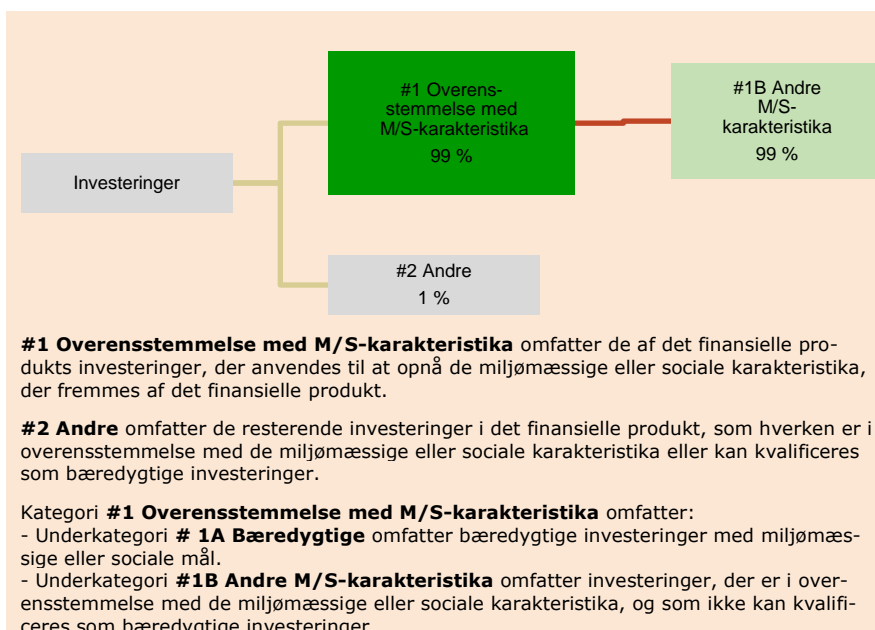 #1 Overens-
stemmelse med
M/S-karakteristika
99 %
#1B Andre
M/S-
karakteristika
99 %
Investeringer
#2 Andre
1 %
#1 Overensstemmelse med M/S-karakteristika omfatter de af det finansielle pro-
dukts investeringer, der anvendes til at opnå de miljømæssige eller sociale karakteristika,
der fremmes af det finansielle produkt.
#2 Andre omfatter de resterende investeringer i det finansielle produkt, som hverken er i
overensstemmelse med de miljømæssige eller sociale karakteristika eller kan kvalificeres
som bæredygtige investeringer.
Kategori #1 Overensstemmelse med M/S-karakteristika omfatter:
- Underkategori # 1A Bæredygtige omfatter bæredygtige investeringer med miljømæs-
sige eller sociale mål.
- Underkategori #1B Andre M/S-karakteristika omfatter investeringer, der er i over-
ensstemmelse med de miljømæssige eller sociale karakteristika, og som ikke kan kvalifi-
ceres som bæredygtige investeringer.